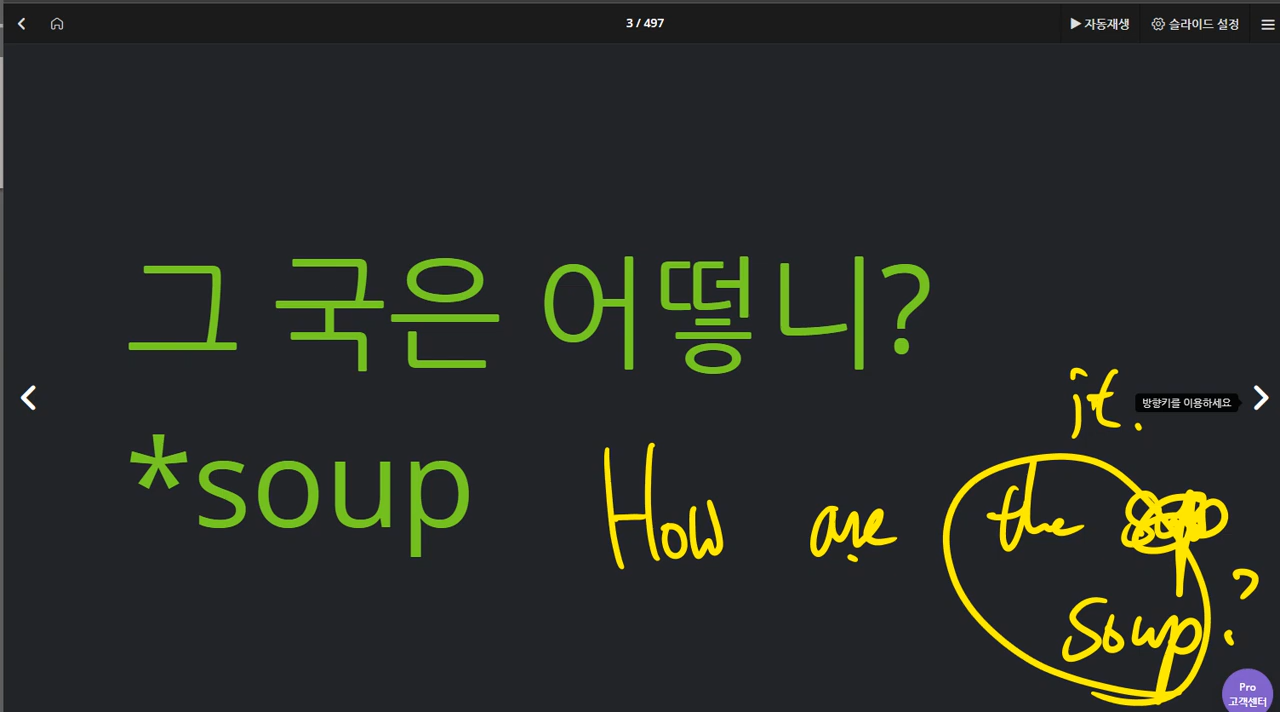 3 / 497
자동재생
슬라이드 설정
그 국은 어떻니?
*soup
it.
방향키를 이용하세요
How are the
soup?
Pro
고객센터